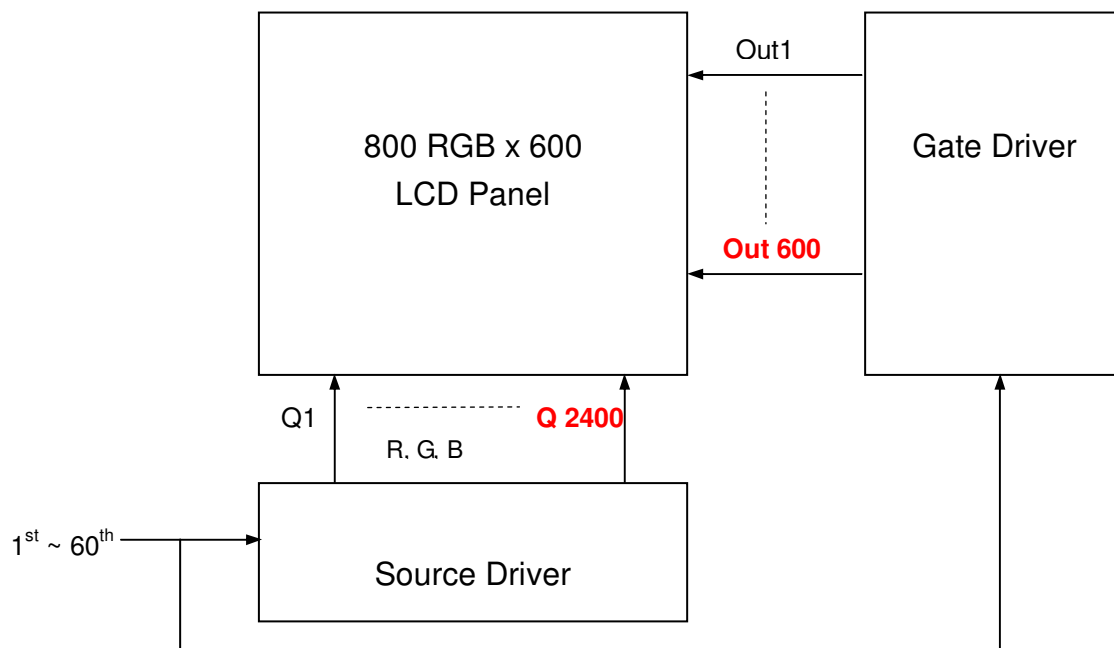 Out1
800 RGB x 600
LCD Panel
Gate Driver
Out 600
Q1
Q 2400
R, G, B
1st ~ 60th
Source Driver